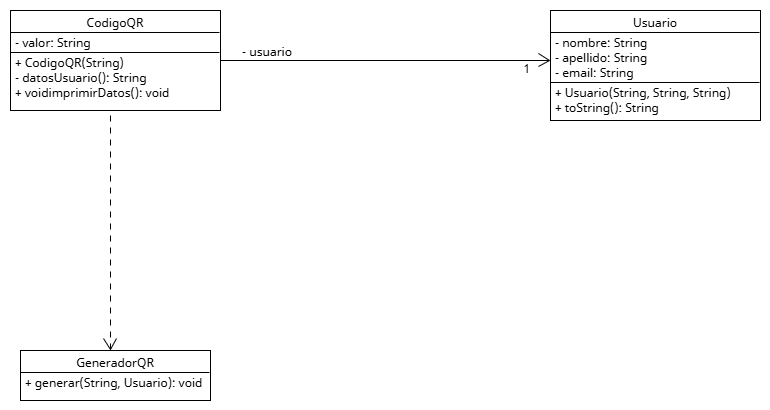 CodigoQR
- valor: String
+ CodigoQR(String)
- datosUsuario(): String
+ voidimprimirDatos(): void
- usuario
1
Usuario
- nombre: String
- apellido: String
- email: String
+ Usuario(String, String, String)
+ toString(): String
GeneradorQR
+ generar(String, Usuario): void